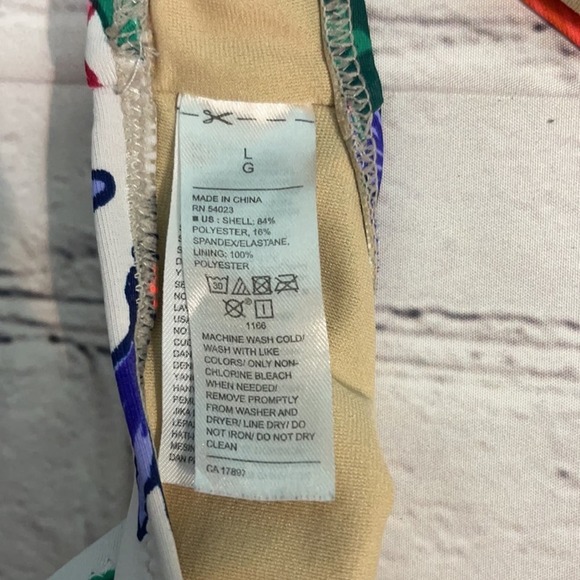 L
G
MADE IN CHINA
RN 54023
■ US : SHELL: 84%
POLYESTER, 16%
SPANDEX/ELASTANE.
LINING: 100%
POLYESTER
30
1166
MACHINE WASH COLD/
WASH WITH LIKE
COLORS/ ONLY NON-
CHLORINE BLEACH
WHEN NEEDED/
REMOVE PROMPTLY
FROM WASHER AND
DRYER/ LINE DRY/ DO
NOT IRON/ DO NOT DRY
CLEAN
CA 17897